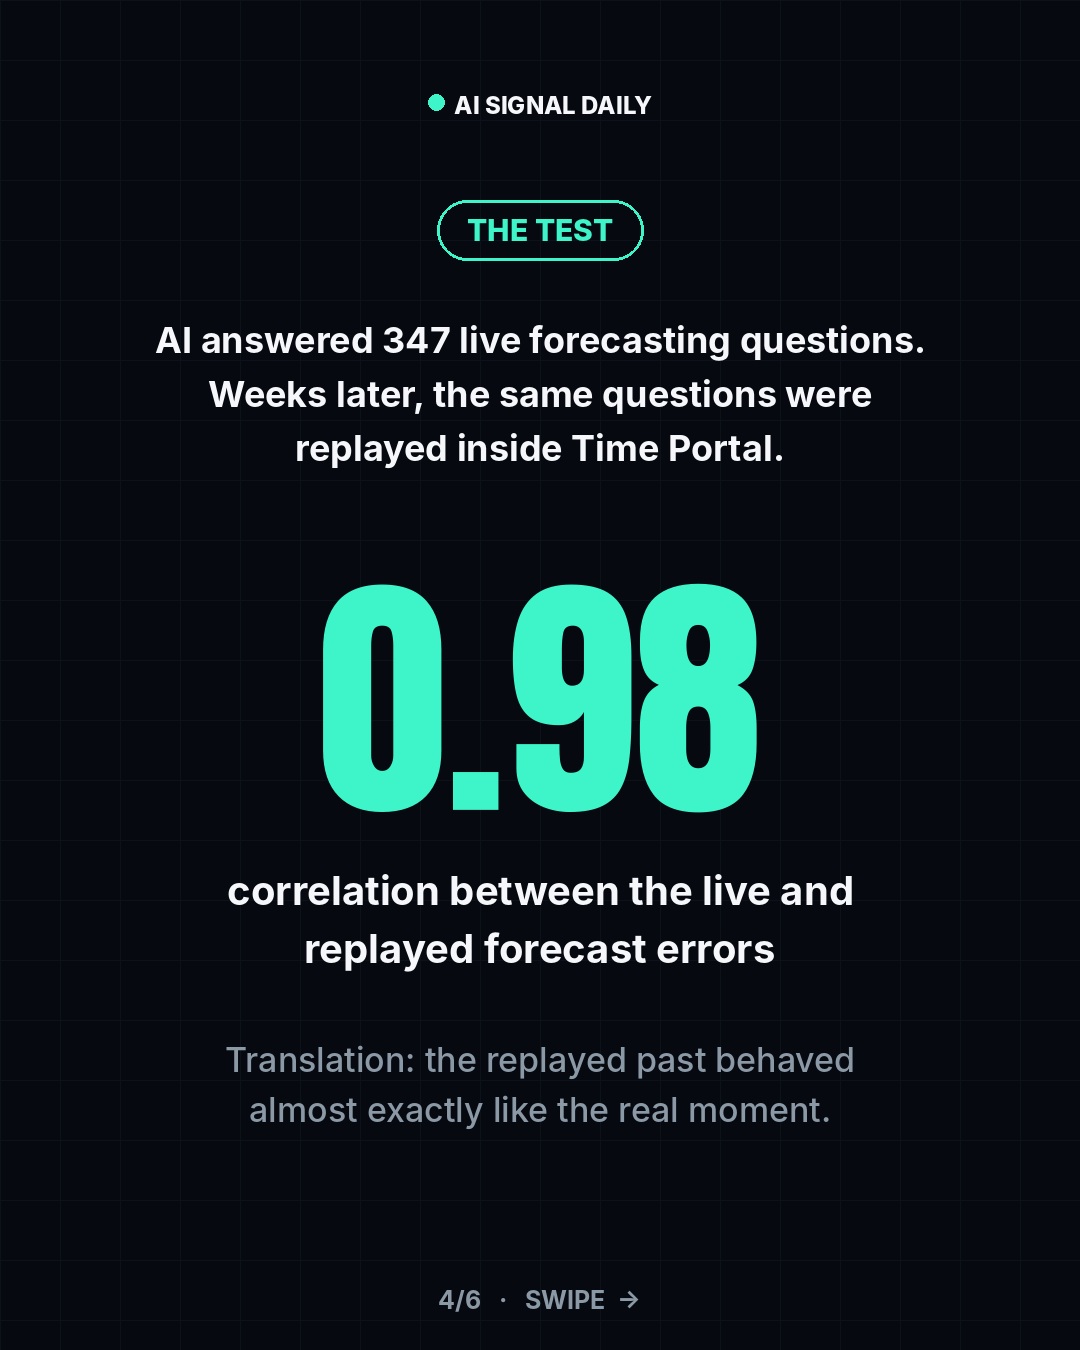 AI SIGNAL DAILY
THE TEST
AI answered 347 live forecasting questions.
Weeks later, the same questions were
replayed inside Time Portal.
0.98
correlation between the live and
replayed forecast errors
Translation: the replayed past behaved
almost exactly like the real moment.
4/6 · SWIPE →